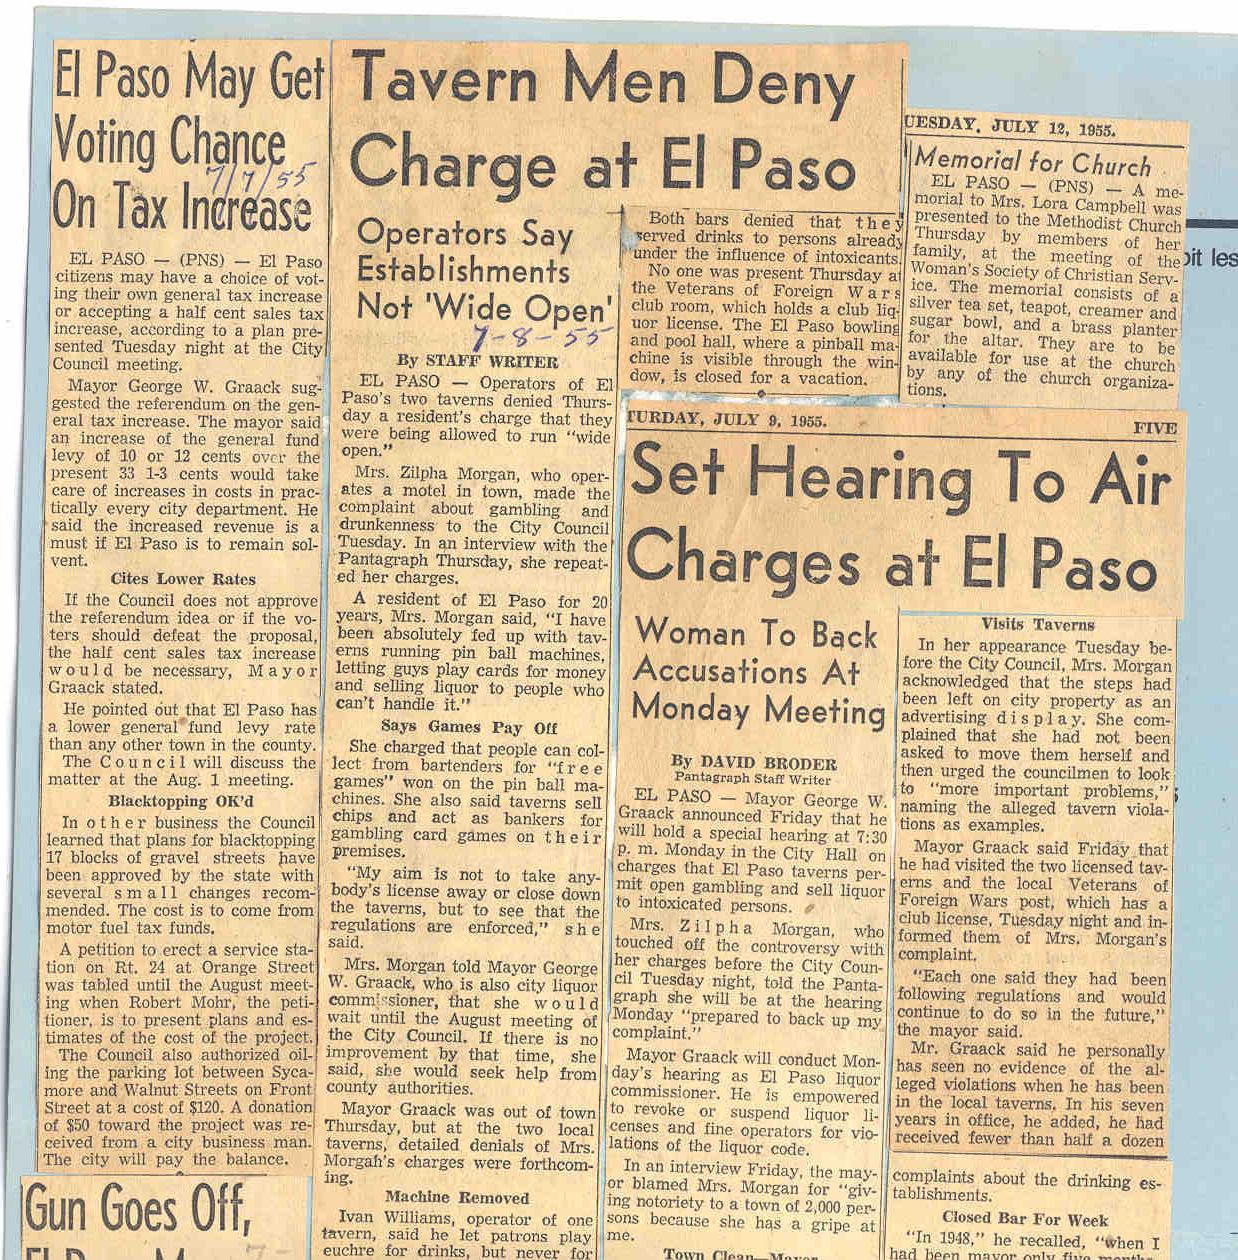 El Paso May Get
Voting Chance
7/7/55
On Tax Increase
EL PASO — (PNS) — El Paso
citizens may have a choice of vot-
ing their own general tax increase
or accepting a half cent sales tax
increase, according to a plan pre-
sented Tuesday night at the City
Council meeting.
Mayor George W. Graack sug-
gested the referendum on the gen-
eral tax increase. The mayor said
an increase of the general fund
levy of 10 or 12 cents over the
present 33 1-3 cents would take
care of increases in costs in prac-
tically every city department. He
said the increased revenue is a
must if El Paso is to remain sol-
vent.
Cites Lower Rates
If the Council does not approve
the referendum idea or if the vo-
ters should defeat the proposal,
the half cent sales tax increase
would be necessary, Mayor
Graack stated.
He pointed out that El Paso has
a lower general fund levy rate
than any other town in the county.
The Council will discuss the
matter at the Aug. 1 meeting.
Blacktopping OK'd
In other business the Council
learned that plans for blacktopping
17 blocks of gravel streets have
been approved by the state with
several small changes recom-
mended. The cost is to come from
motor fuel tax funds.
A petition to erect a service sta-
tion on Rt. 24 at Orange Street
was tabled until the August meet-
ing when Robert Mohr, the peti-
tioner, is to present plans and es-
timates of the cost of the project.
The Council also authorized oil-
ing the parking lot between Syca-
more and Walnut Streets on Front
Street at a cost of $120. A donation
of $50 toward the project was re-
ceived from a city business man.
The city will pay the balance.
Gun Goes Off,
Tavern Men Deny
Charge at El Paso
Operators Say
Establishments
Not 'Wide Open'
7-8-55
By STAFF WRITER
EL PASO — Operators of El
Paso's two taverns denied Thurs-
day a resident's charge that they
were being allowed to run "wide
open."
Mrs. Zilpha Morgan, who oper-
ates a motel in town, made the
complaint about gambling and
drunkenness to the City Council
Tuesday. In an interview with the
Pantagraph Thursday, she repeat-
ed her charges.
A resident of El Paso for 20
years, Mrs. Morgan said, "I have
been absolutely fed up with tav-
erns running pin ball machines,
letting guys play cards for money
and selling liquor to people who
can't handle it."
Says Games Pay Off
She charged that people can col-
lect from bartenders for "free
games" won on the pin ball ma-
chines. She also said taverns sell
chips and act as bankers for
gambling card games on their
premises.
"My aim is not to take any-
body's license away or close down
the taverns, but to see that the
regulations are enforced," she
said.
Mrs. Morgan told Mayor George
W. Graack, who is also city liquor
commissioner, that she would
wait until the August meeting of
the City Council. If there is no
improvement by that time, she
said, she would seek help from
county authorities.
Mayor Graack was out of town
Thursday, but at the two local
taverns, detailed denials of Mrs.
Morgan's charges were forthcom-
ing.
Machine Removed
Ivan Williams, operator of one
tavern, said he let patrons play
euchre for drinks, but never for
Both bars denied that they
served drinks to persons already
under the influence of intoxicants.
No one was present Thursday at
the Veterans of Foreign Wars
club room, which holds a club liq-
uor license. The El Paso bowling
and pool hall, where a pinball ma-
chine is visible through the win-
dow, is closed for a vacation.
UESDAY, JULY 12, 1955.
Memorial for Church
EL PASO — (PNS) — A me-
morial to Mrs. Lora Campbell was
presented to the Methodist Church
Thursday by members of her
family, at the meeting of the
Woman's Society of Christian Serv-
ice. The memorial consists of a
silver tea set, teapot, creamer and
sugar bowl, and a brass planter
for the altar. They are to be
available for use at the church
by any of the church organiza-
tions.
TURDAY, JULY 9, 1955. FIVE
Set Hearing To Air
Charges at El Paso
Woman To Back
Accusations At
Monday Meeting
By DAVID BRODER
Pantagraph Staff Writer
EL PASO — Mayor George W.
Graack announced Friday that he
will hold a special hearing at 7:30
p. m. Monday in the City Hall on
charges that El Paso taverns per-
mit open gambling and sell liquor
to intoxicated persons.
Mrs. Zilpha Morgan, who
touched off the controversy with
her charges before the City Coun-
cil Tuesday night, told the Panta-
graph she will be at the hearing
Monday "prepared to back up my
complaint."
Mayor Graack will conduct Mon-
day's hearing as El Paso liquor
commissioner. He is empowered
to revoke or suspend liquor li-
censes and fine operators for vio-
lations of the liquor code.
In an interview Friday, the may-
or blamed Mrs. Morgan for "giv-
ing notoriety to a town of 2,000 per-
sons because she has a gripe at
me.
Town Clean—Mayor
Visits Taverns
In her appearance Tuesday be-
fore the City Council, Mrs. Morgan
acknowledged that the steps had
been left on city property as an
advertising display. She com-
plained that she had not been
asked to move them herself and
then urged the councilmen to look
to "more important problems,"
naming the alleged tavern viola-
tions as examples.
Mayor Graack said Friday that
he had visited the two licensed tav-
erns and the local Veterans of
Foreign Wars post, which has a
club license, Tuesday night and in-
formed them of Mrs. Morgan's
complaint.
"Each one said they had been
following regulations and would
continue to do so in the future,"
the mayor said.
Mr. Graack said he personally
has seen no evidence of the al-
leged violations when he has been
in the local taverns. In his seven
years in office, he added, he had
received fewer than half a dozen
complaints about the drinking es-
tablishments.
Closed Bar For Week
"In 1948," he recalled, "when I
had been mayor only five months